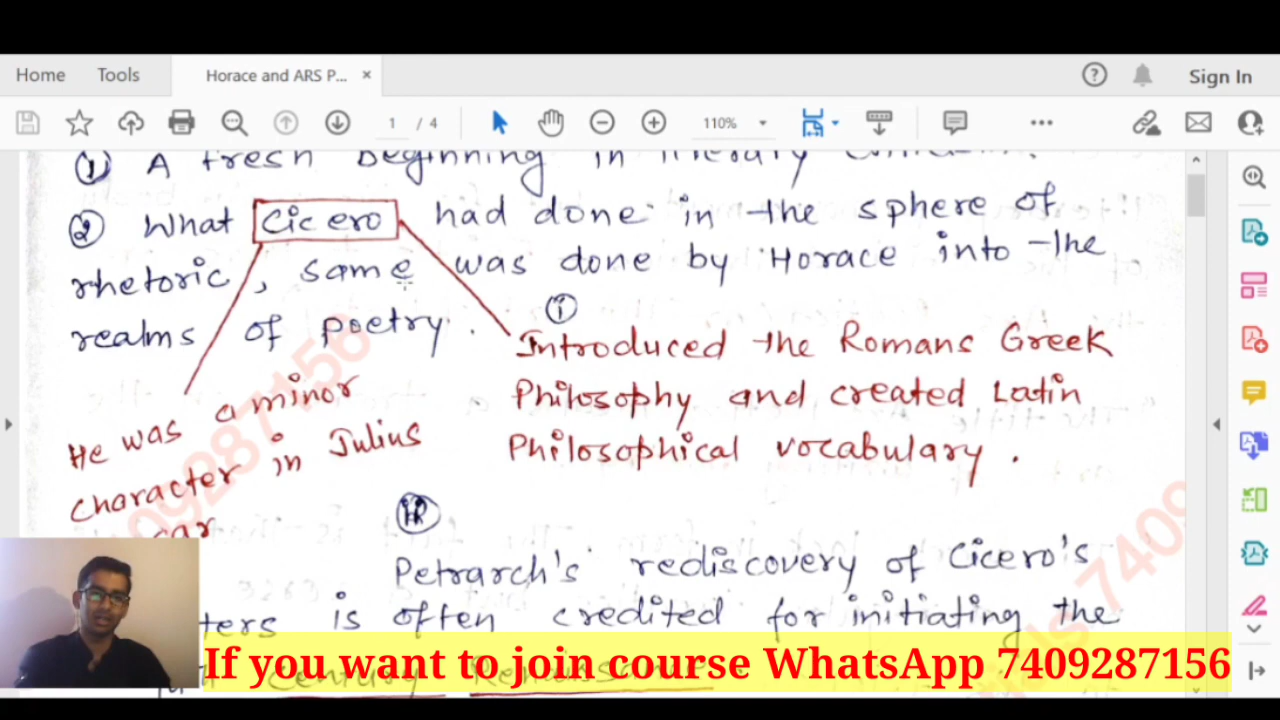 Home Tools Horace and ARS P... × Sign In
1 / 4 110%
① A fresh beginning in literary
② What Cicero had done in the sphere of
rhetoric, same was done by Horace into the
realms of poetry.
ⓘ
Introduced the Romans Greek
Philosophy and created Latin
Philosophical vocabulary.
He was a minor
character in Julius
Petrarch's rediscovery of Cicero's
is often credited for initiating the
century Renaissance
If you want to join course WhatsApp 7409287156